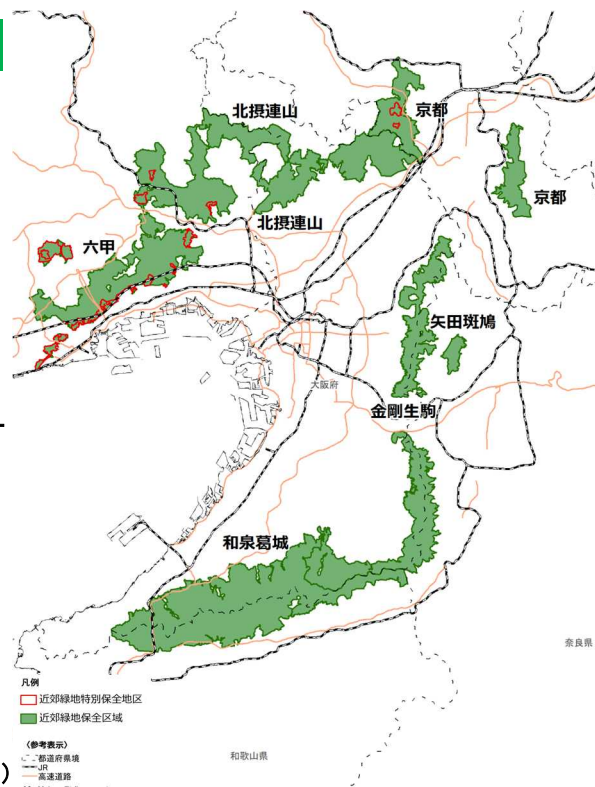 北摂連山
京都
北摂連山
京都
六甲
矢田斑鳩
大阪府
金剛生駒
和泉葛城
奈良県
凡例
近郊緑地特別保全地区
近郊緑地保全区域
(参考表示)
都道府県境
JR
高速道路
和歌山県
)